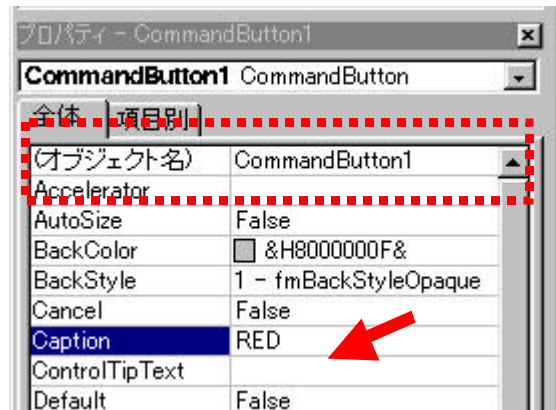 プロパティ - CommandButton1
CommandButton1 CommandButton
全体 項目別
(オブジェクト名) CommandButton1
Accelerator
AutoSize False
BackColor &H8000000F&
BackStyle 1 - fmBackStyleOpaque
Cancel False
Caption RED
ControlTipText
Default False